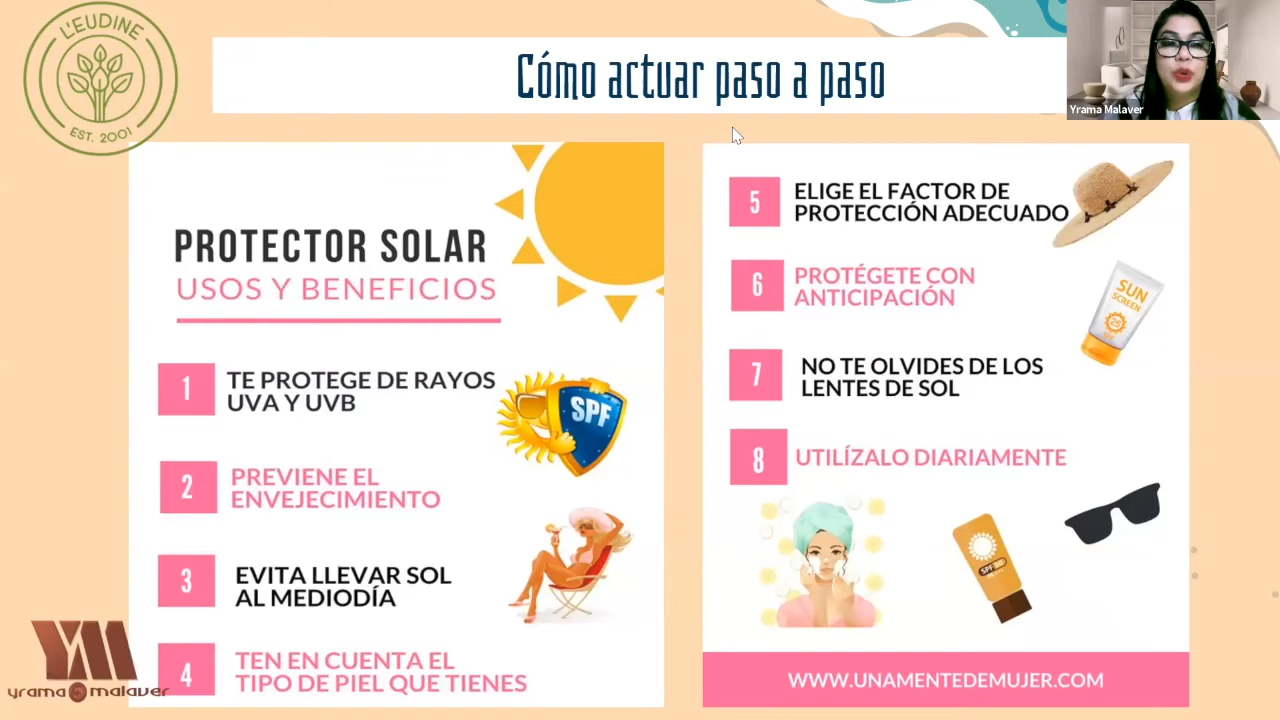 L'EUDINE
EST. 2001
Cómo actuar paso a paso
Yrama Malaver
PROTECTOR SOLAR
USOS Y BENEFICIOS
1
TE PROTEGE DE RAYOS
UVA Y UVB
SPF
2
PREVIENE EL
ENVEJECIMIENTO
3
EVITA LLEVAR SOL
AL MEDIODÍA
4
TEN EN CUENTA EL
TIPO DE PIEL QUE TIENES
YM
yrama malaver
5
ELIGE EL FACTOR DE
PROTECCIÓN ADECUADO
6
PROTÉGETE CON
ANTICIPACIÓN
SUN
SCREEN
25
7
NO TE OLVIDES DE LOS
LENTES DE SOL
8
UTILÍZALO DIARIAMENTE
SPF 30
WWW.UNAMENTEDEMUJER.COM